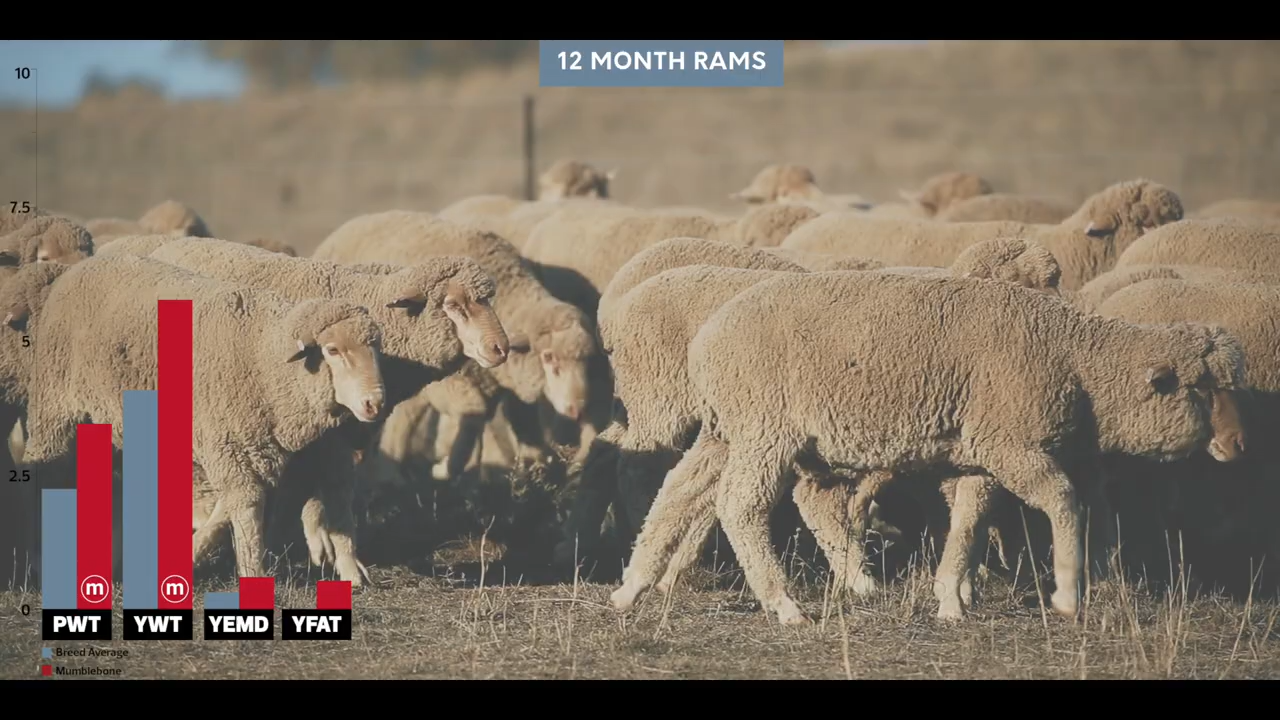 12 MONTH RAMS
10
7.5
5
2.5
0
m
m
PWT
YWT
YEMD
YFAT
Breed Average
Mumblebone